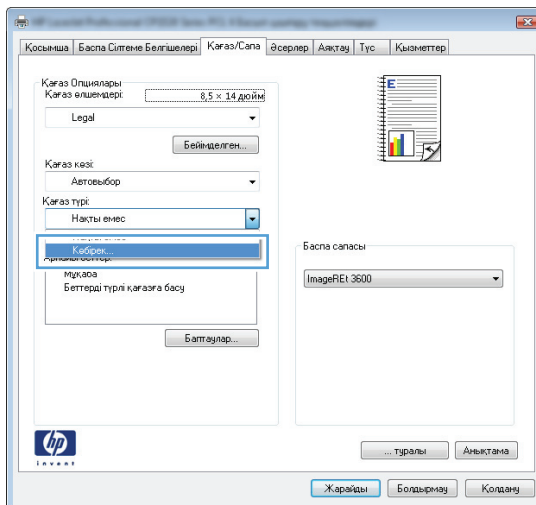 Қосымша Баспа Сілтеме Белгішелері Қағаз/Сапа Әсерлер Аяқтау Түс Қызметтер
Қағаз Опциялары
Қағаз өлшемдері: 8,5 × 14 дюйм
Legal
Бейімделген...
Қағаз көзі:
Автовыбор
Қағаз түрі:
Нақты емес
Көбірек...
Мұқаба
Беттерді түрлі қағазға басу
Баптаулар...
E
Баспа сапасы
ImageREt 3600
hp
invent
... туралы Анықтама
Жарайды Болдырмау Қолдану